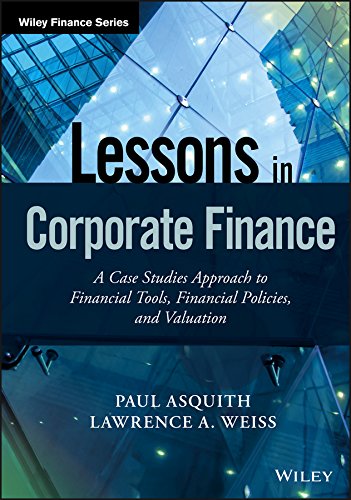 Wiley Finance Series
Lessons in
Corporate Finance
A Case Studies Approach to
Financial Tools, Financial Policies,
and Valuation
PAUL ASQUITH
LAWRENCE A. WEISS
WILEY